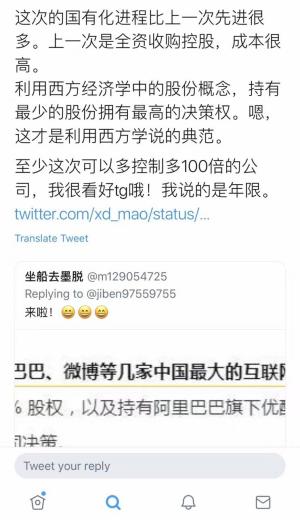 这次的国有化进程比上一次先进很
多。上一次是全资收购控股，成本很
高。
利用西方经济学中的股份概念，持有
最少的股份拥有最高的决策权。嗯，
这才是利用西方学说的典范。
至少这次可以多控制多100倍的公
司，我很看好tg哦！我说的是年限。
twitter.com/xd_mao/status/...
Translate Tweet
坐船去墨脱 @m129054725
Replying to @jiben97559755
来啦！😄😄😄
巴巴、微博等几家中国最大的互联网
% 股权，以及持有阿里巴巴旗下优酷
司决策。
Tweet your reply